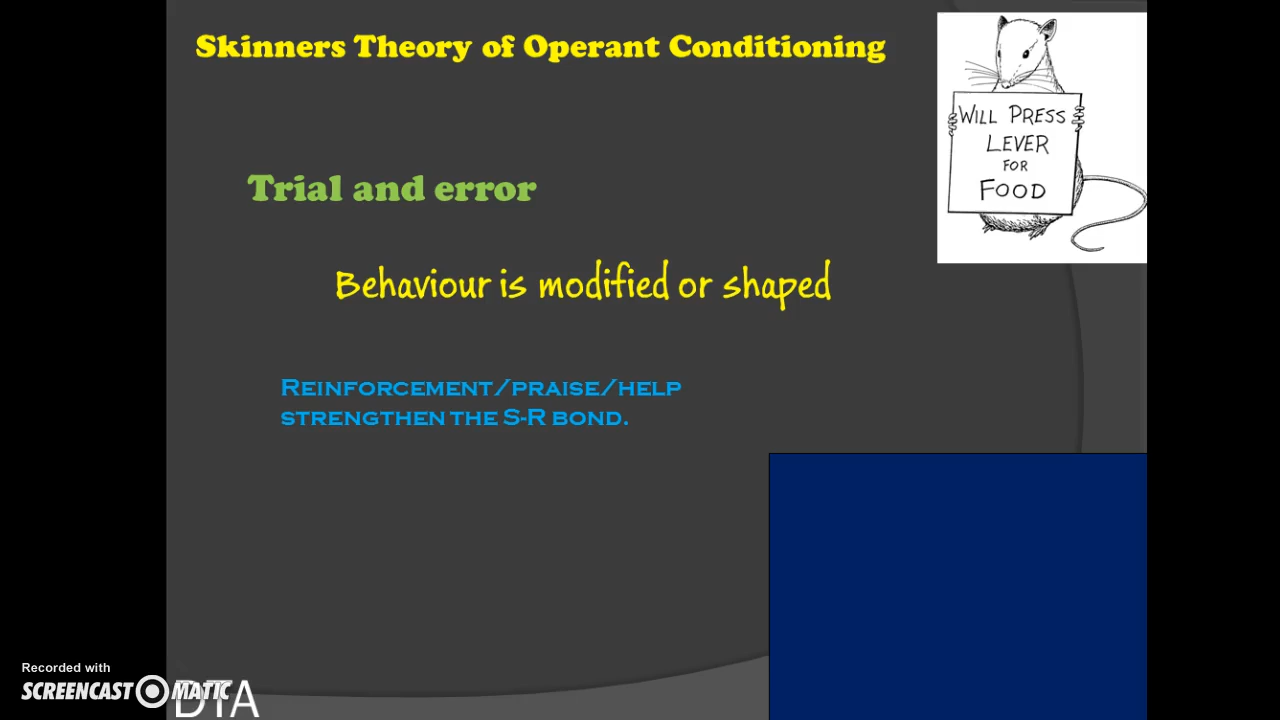 Skinners Theory of Operant Conditioning
WILL PRESS
LEVER
FOR
FOOD
Trial and error
Behaviour is modified or shaped
REINFORCEMENT/PRAISE/HELP
STRENGTHEN THE S-R BOND.
Recorded with
SCREENCAST MATIC
DTA